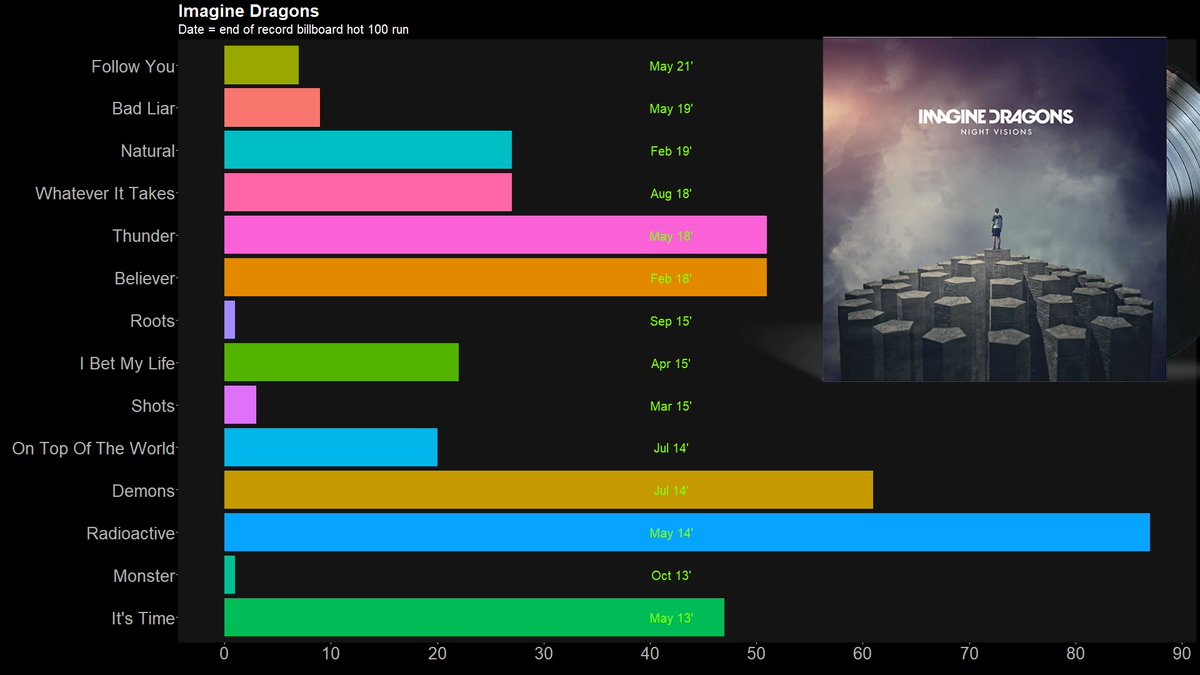 Imagine Dragons
Date = end of record billboard hot 100 run
IMAGINE DRAGONS
NIGHT VISIONS
Follow You May 21'
Bad Liar May 19'
Natural Feb 19'
Whatever It Takes Aug 18'
Thunder May 18'
Believer Feb 18'
Roots Sep 15'
I Bet My Life Apr 15'
Shots Mar 15'
On Top Of The World Jul 14'
Demons Jul 14'
Radioactive May 14'
Monster Oct 13'
It's Time May 13'
0 10 20 30 40 50 60 70 80 90